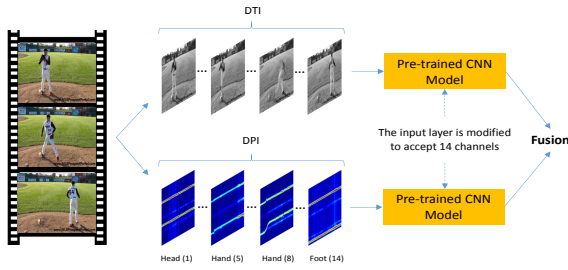 DTI
Pre-trained CNN
Model
The input layer is modified
to accept 14 channels
Fusion
DPI
Pre-trained CNN
Model
Head (1)
Hand (5)
Hand (8)
Foot (14)